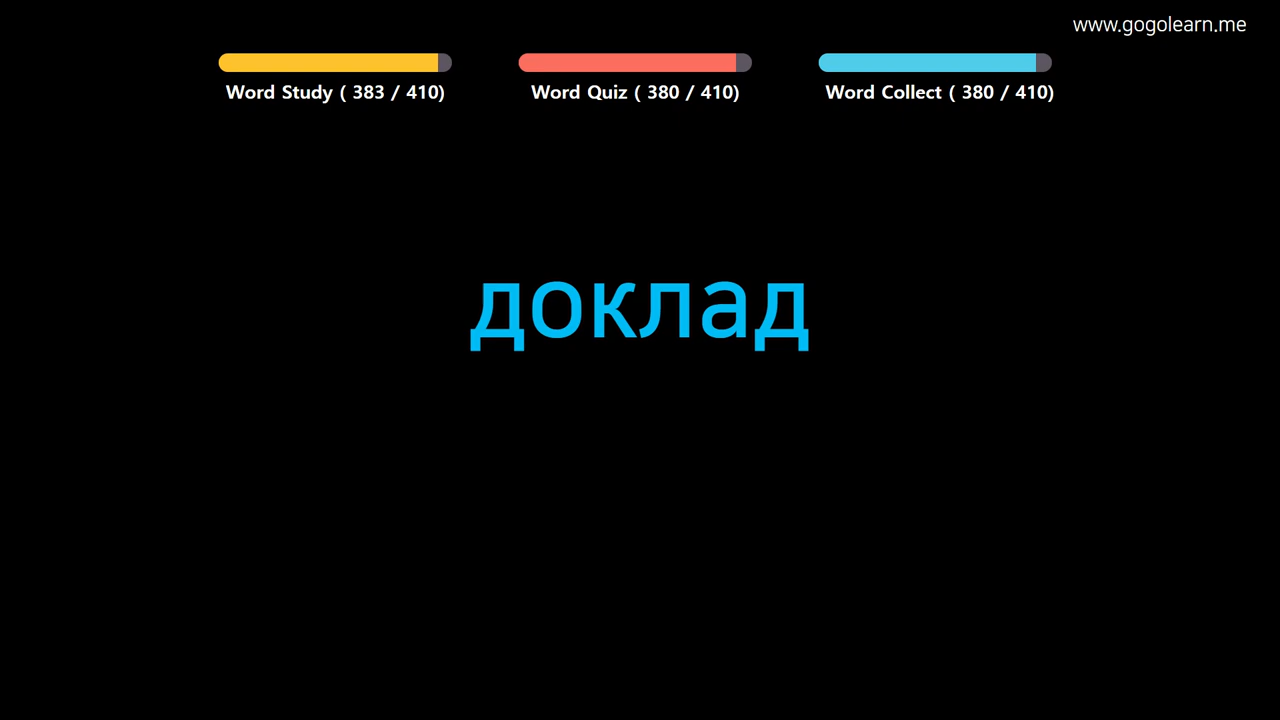 www.gogolearn.me
Word Study ( 383 / 410)
Word Quiz ( 380 / 410)
Word Collect ( 380 / 410)
доклад